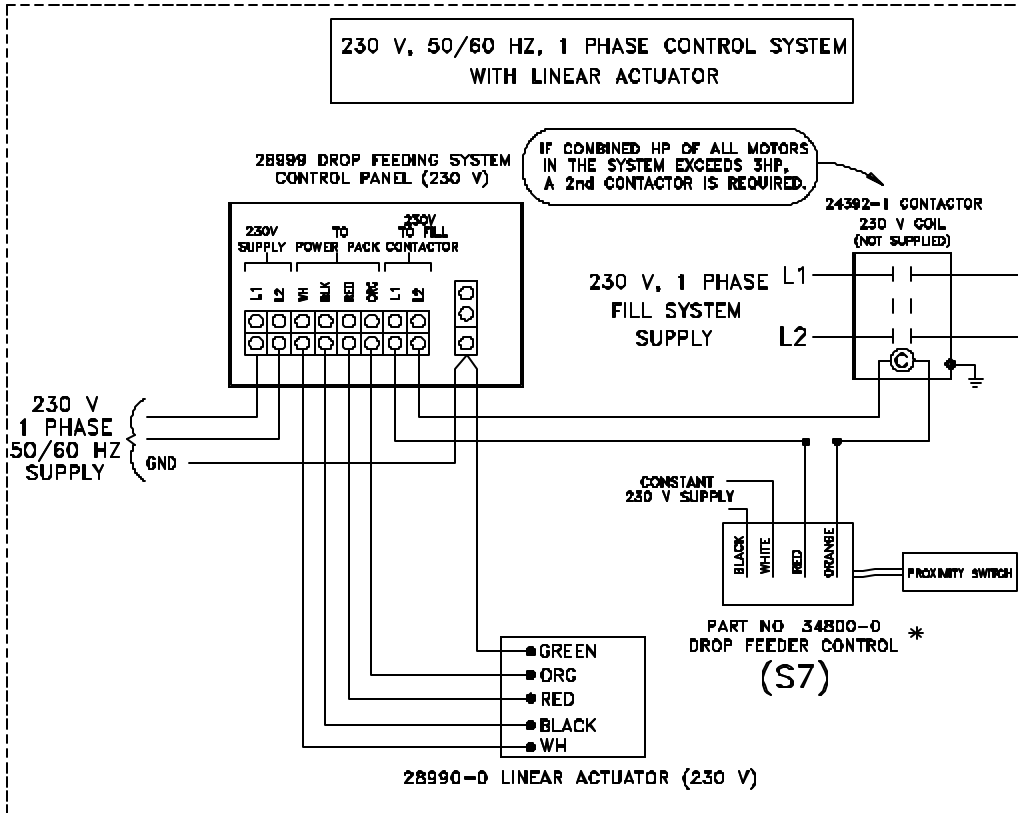 230 V, 50/60 HZ, 1 PHASE CONTROL SYSTEM
WITH LINEAR ACTUATOR
IF COMBINED HP OF ALL MOTORS
IN THE SYSTEM EXCEEDS 3HP,
A 2nd CONTACTOR IS REQUIRED.
28999 DROP FEEDING SYSTEM
CONTROL PANEL (230 V)
24392-1 CONTACTOR
230 V COIL
(NOT SUPPLIED)
230V
SUPPLY
TO
POWER PACK
230V
TO FILL
CONTACTOR
L1
L2
WH
BLK
RED
ORG
L1
L2
230 V, 1 PHASE
FILL SYSTEM
SUPPLY
L1
L2
C
230 V
1 PHASE
50/60 HZ
SUPPLY
GND
CONSTANT
230 V SUPPLY
BLACK
WHITE
RED
ORANGE
PROXIMITY SWITCH
PART NO 34800-0
DROP FEEDER CONTROL *
(S7)
GREEN
ORG
RED
BLACK
WH
28990-0 LINEAR ACTUATOR (230 V)